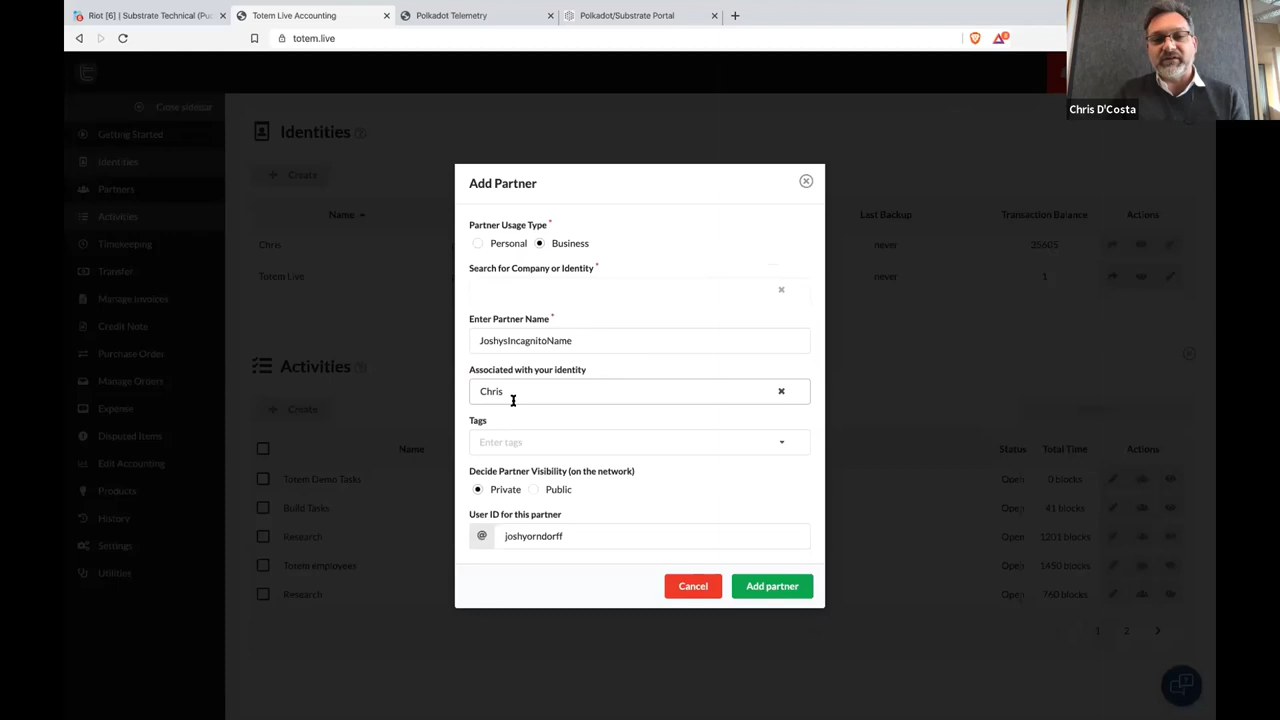 Riot [6] | Substrate Technical (Pu
Totem Live Accounting
Polkadot Telemetry
Polkadot/Substrate Portal
totem.live
Chris D'Costa
Close sidebar
Getting Started
Identities
Partners
Activities
Timekeeping
Transfer
Manage Invoices
Credit Note
Purchase Order
Manage Orders
Expense
Disputed Items
Edit Accounting
Products
History
Settings
Utilities
Identities
Create
Name
Last Backup
Transaction Balance
Actions
Chris
never
35605
Totem Live
never
1
Activities
Create
Name
Status
Total Time
Actions
Totem Demo Tasks
Open
0 blocks
Build Tasks
Open
41 blocks
Research
Open
1201 blocks
Totem employees
Open
1450 blocks
Research
Open
760 blocks
1
2
Add Partner
Partner Usage Type *
Personal
Business
Search for Company or Identity *
Enter Partner Name *
JoshysIncagnitoName
Associated with your identity
Chris
Tags
Enter tags
Decide Partner Visibility (on the network)
Private
Public
User ID for this partner
@ joshyorndorff
Cancel
Add partner